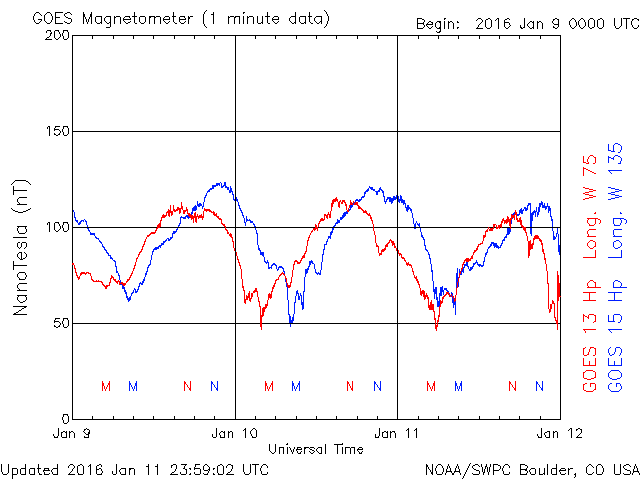 GOES Magnetometer (1 minute data)
Begin: 2016 Jan 9 0000 UTC
200
150
100
50
0
NanoTesla (nT)
M M N N M M N N M M N N
Jan 9 Jan 10 Jan 11 Jan 12
Universal Time
GOES 13 Hp Long. W 75
GOES 15 Hp Long. W 135
Updated 2016 Jan 11 23:59:02 UTC
NOAA/SWPC Boulder, CO USA